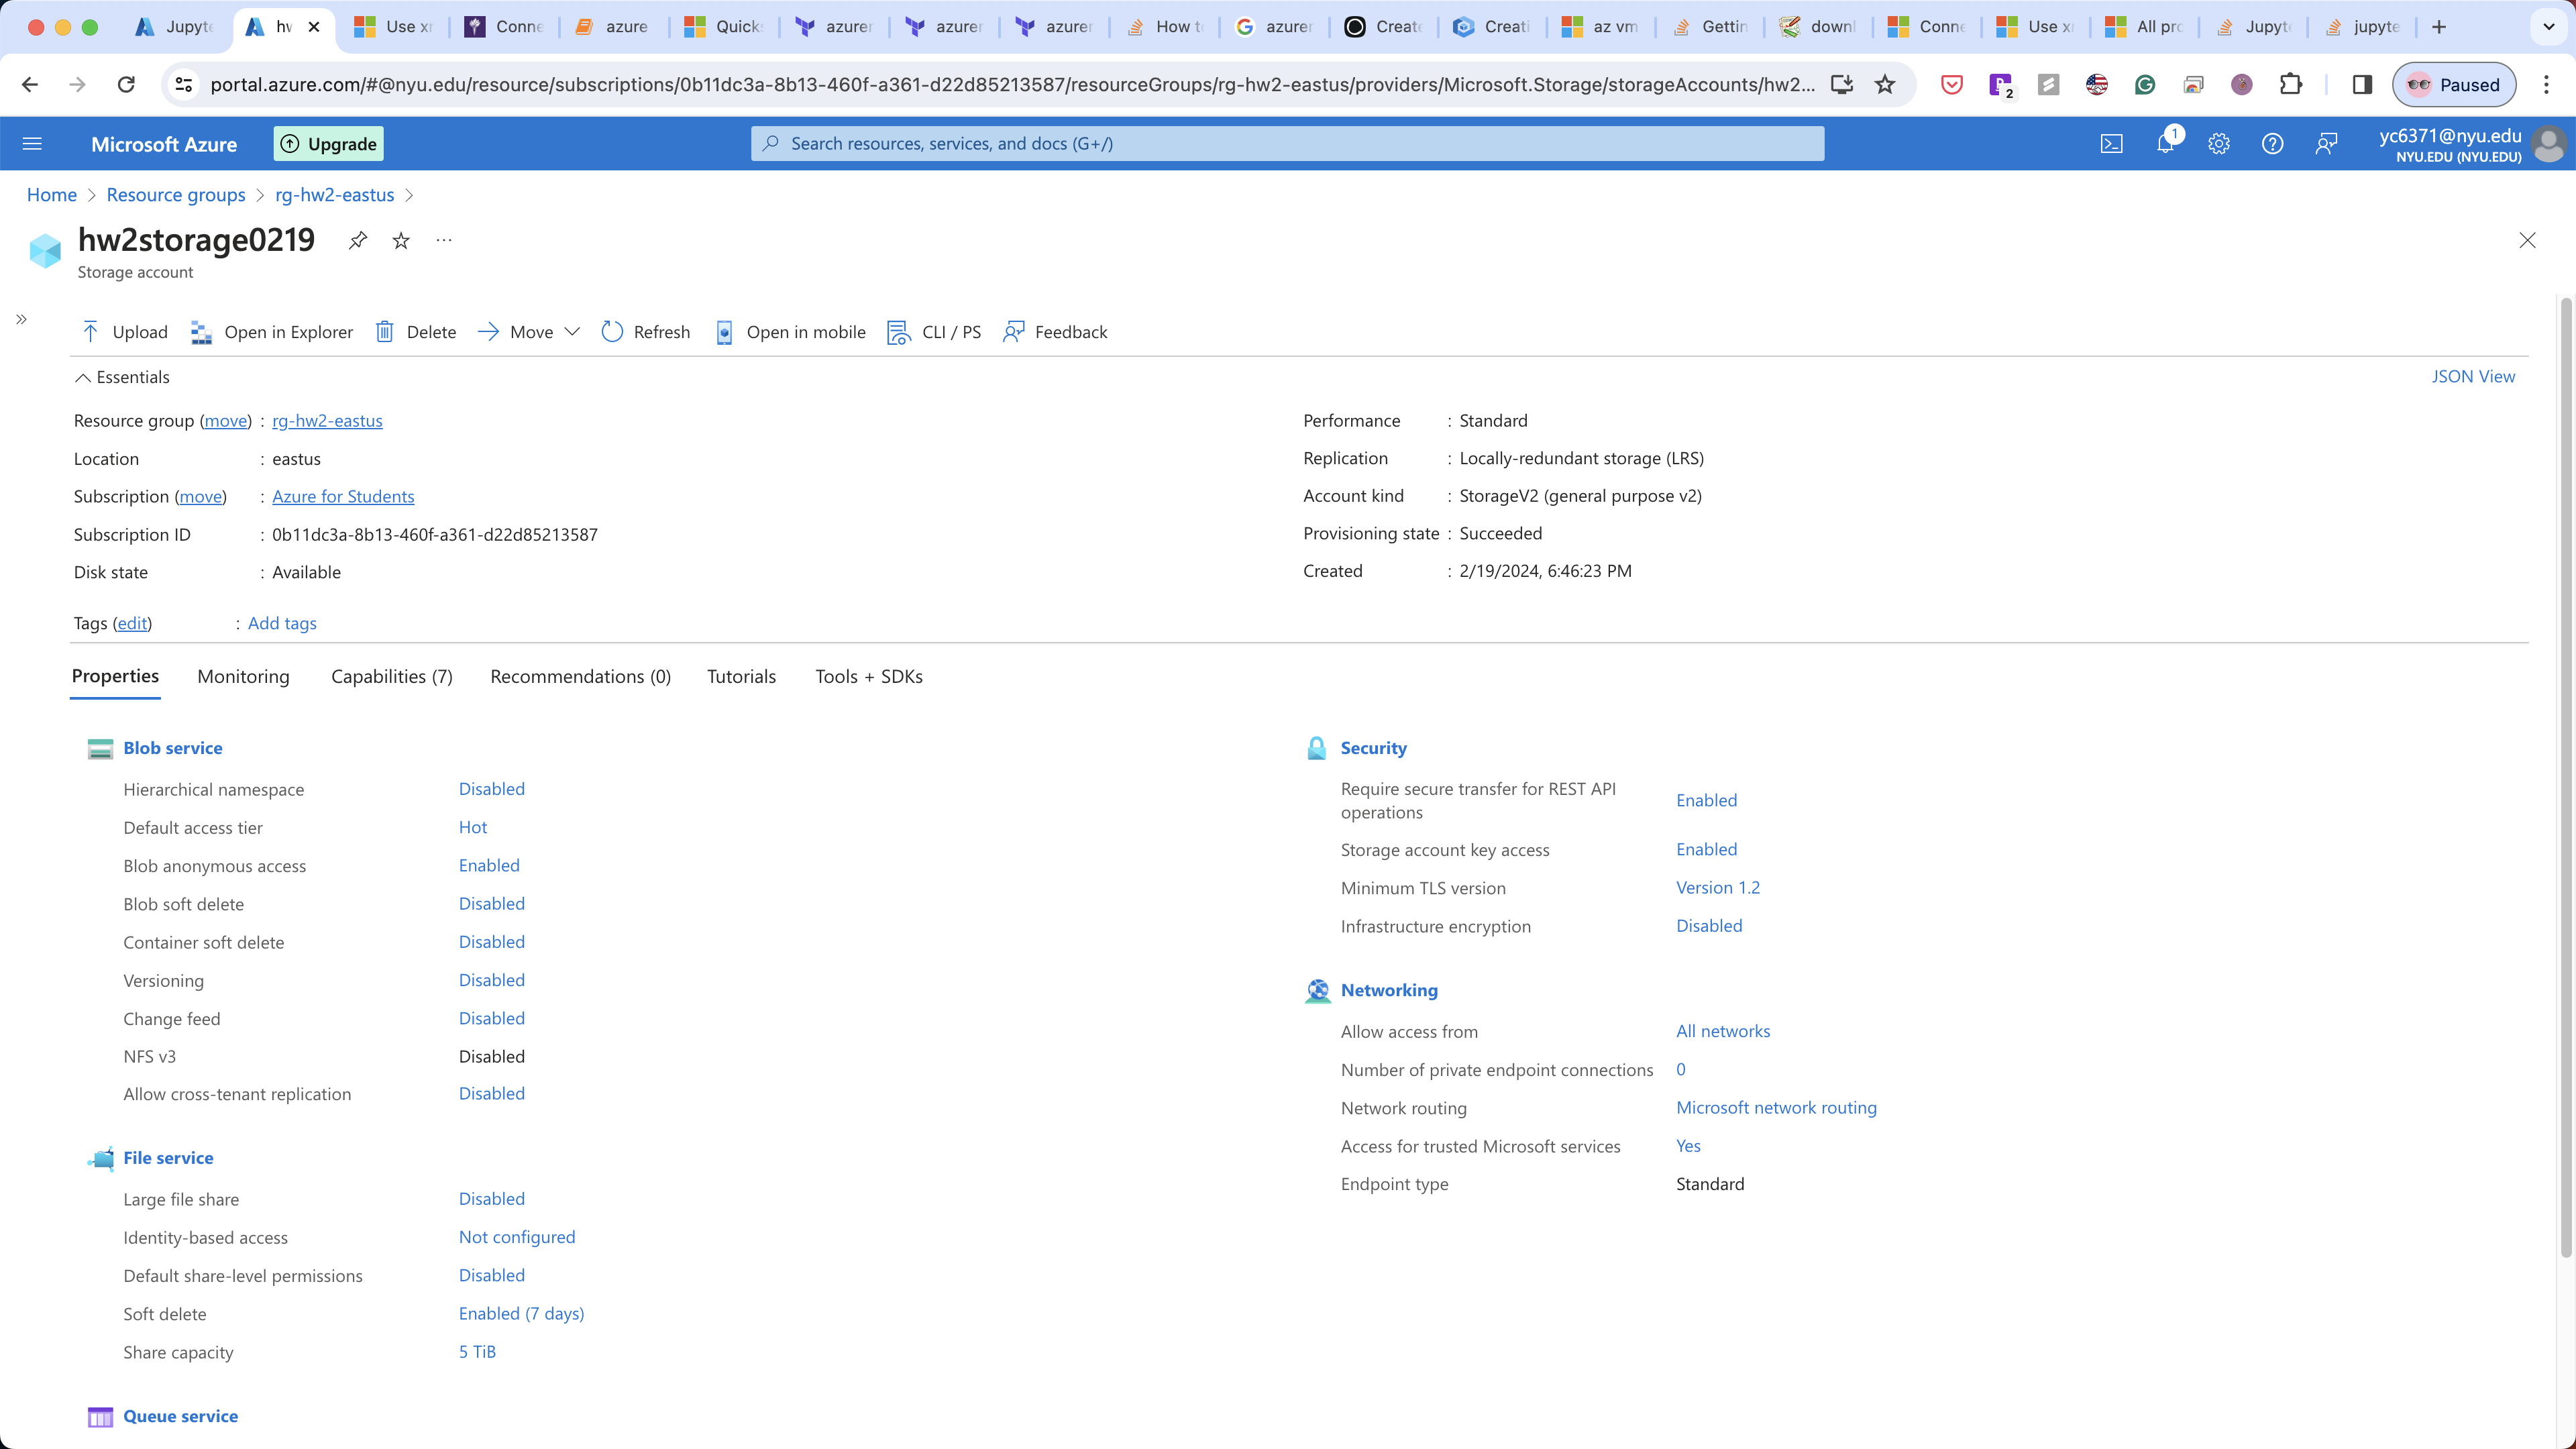 Jupyte
hw
Use xr
Conne
azure
Quicks
azurer
azurer
azurer
How to
azurer
Create
Creati
az vm
Gettin
downl
Conne
Use xr
All pro
Jupyte
jupyte
portal.azure.com/#@nyu.edu/resource/subscriptions/0b11dc3a-8b13-460f-a361-d22d85213587/resourceGroups/rg-hw2-eastus/providers/Microsoft.Storage/storageAccounts/hw2...
2
Paused
Microsoft Azure
Upgrade
Search resources, services, and docs (G+/)
1
yc6371@nyu.edu
NYU.EDU (NYU.EDU)
Home > Resource groups > rg-hw2-eastus >
hw2storage0219
Storage account
Upload
Open in Explorer
Delete
Move
Refresh
Open in mobile
CLI / PS
Feedback
Essentials
JSON View
Resource group (move) : rg-hw2-eastus
Location : eastus
Subscription (move) : Azure for Students
Subscription ID : 0b11dc3a-8b13-460f-a361-d22d85213587
Disk state : Available
Performance : Standard
Replication : Locally-redundant storage (LRS)
Account kind : StorageV2 (general purpose v2)
Provisioning state : Succeeded
Created : 2/19/2024, 6:46:23 PM
Tags (edit) : Add tags
Properties
Monitoring
Capabilities (7)
Recommendations (0)
Tutorials
Tools + SDKs
Blob service
Hierarchical namespace Disabled
Default access tier Hot
Blob anonymous access Enabled
Blob soft delete Disabled
Container soft delete Disabled
Versioning Disabled
Change feed Disabled
NFS v3 Disabled
Allow cross-tenant replication Disabled
File service
Large file share Disabled
Identity-based access Not configured
Default share-level permissions Disabled
Soft delete Enabled (7 days)
Share capacity 5 TiB
Queue service
Security
Require secure transfer for REST API
operations Enabled
Storage account key access Enabled
Minimum TLS version Version 1.2
Infrastructure encryption Disabled
Networking
Allow access from All networks
Number of private endpoint connections 0
Network routing Microsoft network routing
Access for trusted Microsoft services Yes
Endpoint type Standard